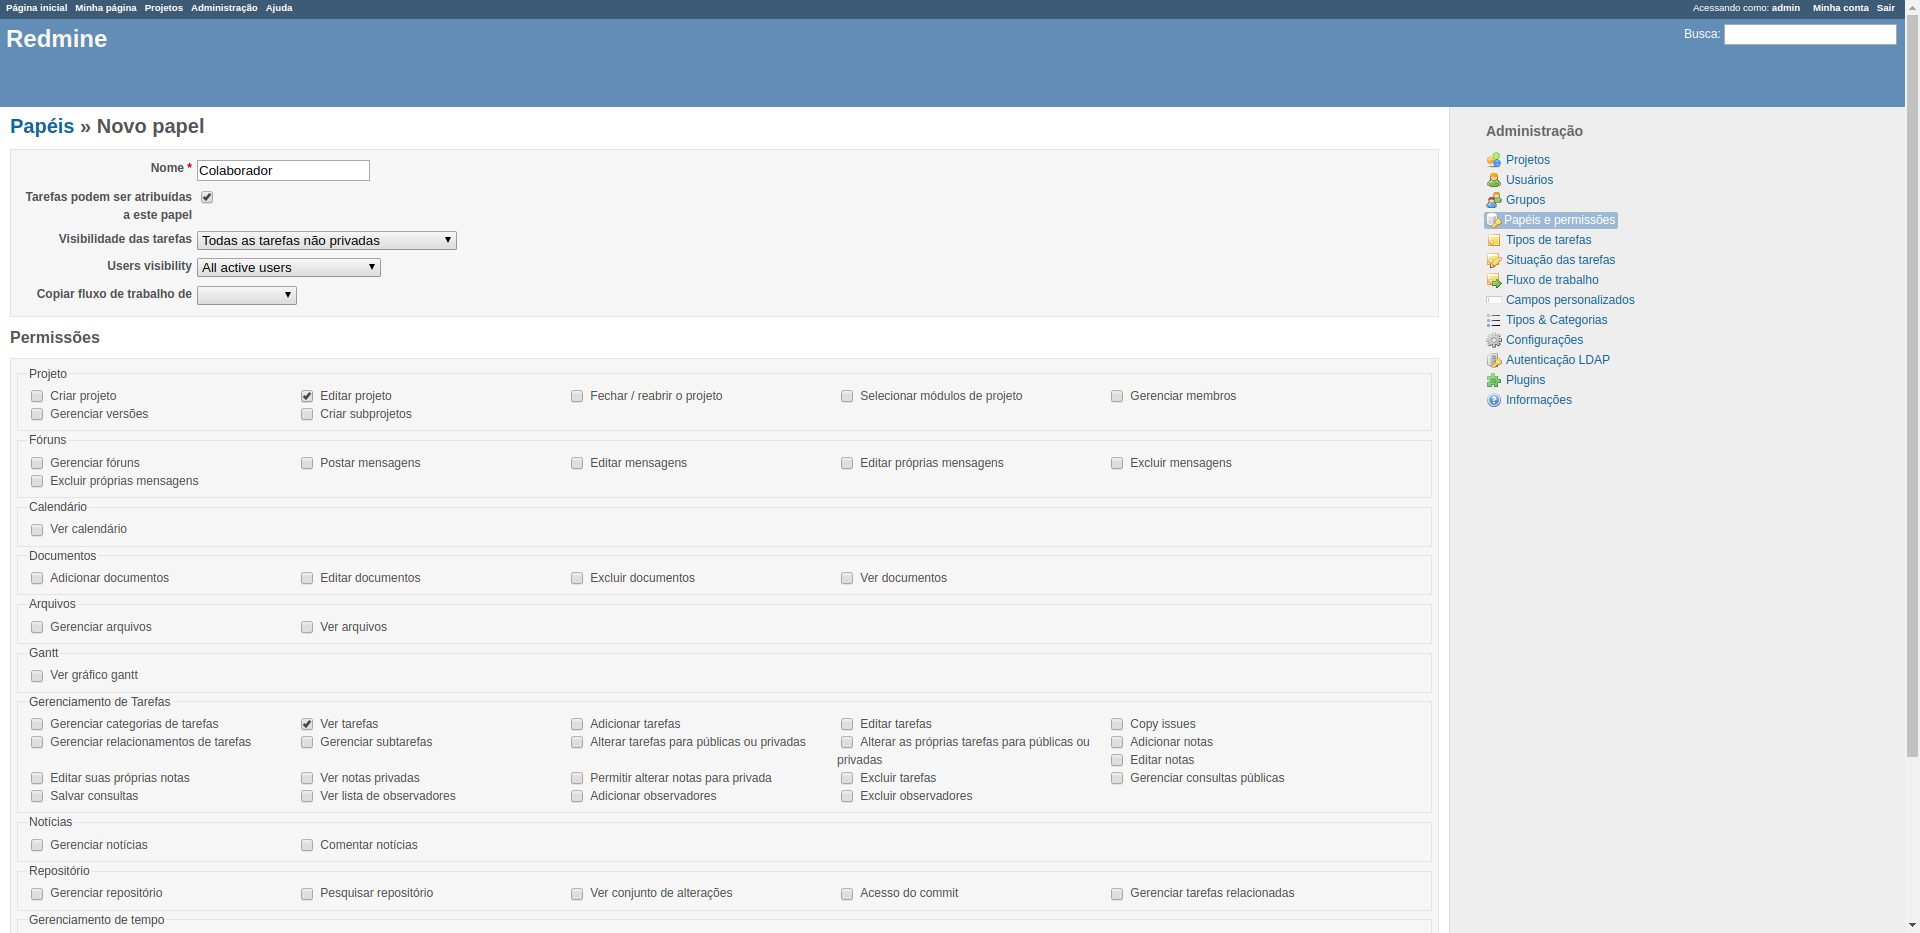 Página inicial Minha página Projetos Administração Ajuda
Acessando como: admin Minha conta Sair
Redmine
Busca:
Papéis » Novo papel
Nome * Colaborador
Tarefas podem ser atribuídas
a este papel
Visibilidade das tarefas Todas as tarefas não privadas
Users visibility All active users
Copiar fluxo de trabalho de
Permissões
Projeto
Criar projeto Editar projeto Fechar / reabrir o projeto Selecionar módulos de projeto Gerenciar membros
Gerenciar versões Criar subprojetos
Fóruns
Gerenciar fóruns Postar mensagens Editar mensagens Editar próprias mensagens Excluir mensagens
Excluir próprias mensagens
Calendário
Ver calendário
Documentos
Adicionar documentos Editar documentos Excluir documentos Ver documentos
Arquivos
Gerenciar arquivos Ver arquivos
Gantt
Ver gráfico gantt
Gerenciamento de Tarefas
Gerenciar categorias de tarefas Ver tarefas Adicionar tarefas Editar tarefas Copy issues
Gerenciar relacionamentos de tarefas Gerenciar subtarefas Alterar tarefas para públicas ou privadas Alterar as próprias tarefas para públicas ou Adicionar notas
privadas Editar notas
Editar suas próprias notas Ver notas privadas Permitir alterar notas para privada Excluir tarefas Gerenciar consultas públicas
Salvar consultas Ver lista de observadores Adicionar observadores Excluir observadores
Notícias
Gerenciar notícias Comentar notícias
Repositório
Gerenciar repositório Pesquisar repositório Ver conjunto de alterações Acesso do commit Gerenciar tarefas relacionadas
Gerenciamento de tempo
Administração
Projetos
Usuários
Grupos
Papéis e permissões
Tipos de tarefas
Situação das tarefas
Fluxo de trabalho
Campos personalizados
Tipos & Categorias
Configurações
Autenticação LDAP
Plugins
Informações